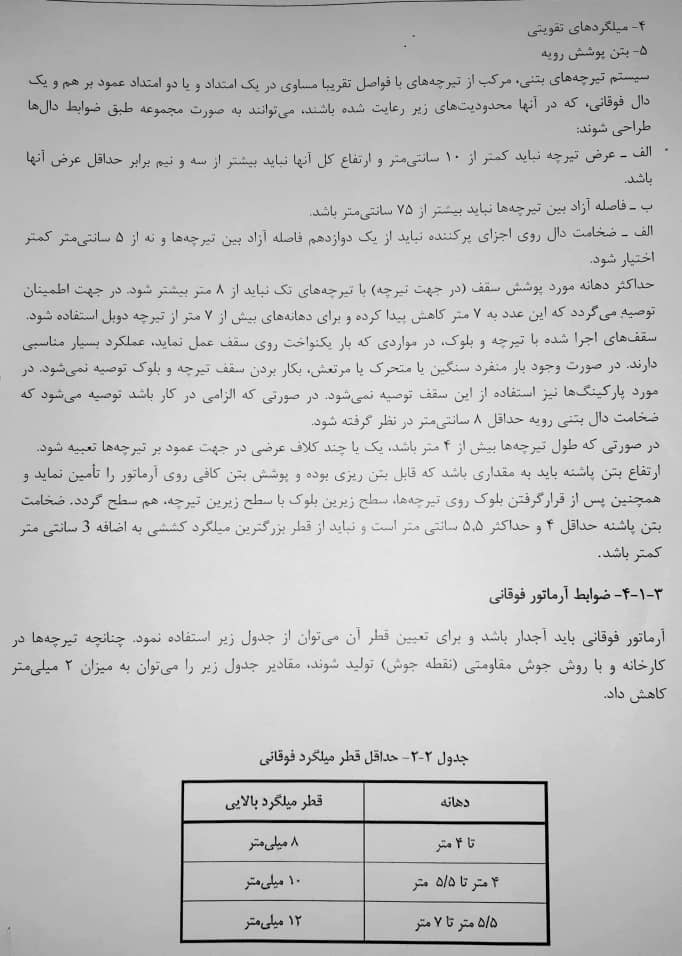 ۴- میلگردهای تقویتی
۵- بتن پوشش رویه
سیستم تیرچه‌های بتنی، مرکب از تیرچه‌های با فواصل تقریبا مساوی در یک امتداد و یا دو امتداد عمود بر هم و یک
دال فوقانی، که در آنها محدودیت‌های زیر رعایت شده باشند، می‌توانند به صورت مجموعه طبق ضوابط دال‌ها
طراحی شوند:
الف ـ عرض تیرچه نباید کمتر از ۱۰ سانتی‌متر و ارتفاع کل آنها نباید بیشتر از سه و نیم برابر حداقل عرض آنها
باشد.
ب ـ فاصله آزاد بین تیرچه‌ها نباید بیشتر از ۷۵ سانتی‌متر باشد.
الف ـ ضخامت دال روی اجزای پرکننده نباید از یک دوازدهم فاصله آزاد بین تیرچه‌ها و نه از ۵ سانتی‌متر کمتر
اختیار شود.
حداکثر دهانه مورد پوشش سقف (در جهت تیرچه) با تیرچه‌های تک نباید از ۸ متر بیشتر شود. در جهت اطمینان
توصیه می‌گردد که این عدد به ۷ متر کاهش پیدا کرده و برای دهانه‌های بیش از ۷ متر از تیرچه دوبل استفاده شود.
سقف‌های اجرا شده با تیرچه و بلوک، در مواردی که بار یکنواخت روی سقف عمل نماید، عملکرد بسیار مناسبی
دارند. در صورت وجود بار منفرد سنگین یا متحرک یا مرتعش، بکار بردن سقف تیرچه و بلوک توصیه نمی‌شود. در
مورد پارکینگ‌ها نیز استفاده از این سقف توصیه نمی‌شود. در صورتی که الزامی در کار باشد توصیه می‌شود که
ضخامت دال بتنی رویه حداقل ۸ سانتی‌متر در نظر گرفته شود.
در صورتی که طول تیرچه‌ها بیش از ۴ متر باشد، یک یا چند کلاف عرضی در جهت عمود بر تیرچه‌ها تعبیه شود.
ارتفاع بتن پاشنه باید به مقداری باشد که قابل بتن ریزی بوده و پوشش بتن کافی روی آرماتور را تأمین نماید و
همچنین پس از قرارگرفتن بلوک روی تیرچه‌ها، سطح زیرین بلوک با سطح زیرین تیرچه، هم سطح گردد. ضخامت
بتن پاشنه حداقل ۴ و حداکثر ۵٫۵ سانتی متر است و نباید از قطر بزرگترین میلگرد کششی به اضافه 3 سانتی متر
کمتر باشد.
۳-۱-۴- ضوابط آرماتور فوقانی
آرماتور فوقانی باید آجدار باشد و برای تعیین قطر آن می‌توان از جدول زیر استفاده نمود. چنانچه تیرچه‌ها در
کارخانه و با روش جوش مقاومتی (نقطه جوش) تولید شوند، مقادیر جدول زیر را می‌توان به میزان ۲ میلی‌متر
کاهش داد.
جدول ۲-۲- حداقل قطر میلگرد فوقانی
دهانه قطر میلگرد بالایی
تا ۴ متر ۸ میلی‌متر
۴ متر تا ۵/۵ متر ۱۰ میلی‌متر
۵/۵ متر تا ۷ متر ۱۲ میلی‌متر